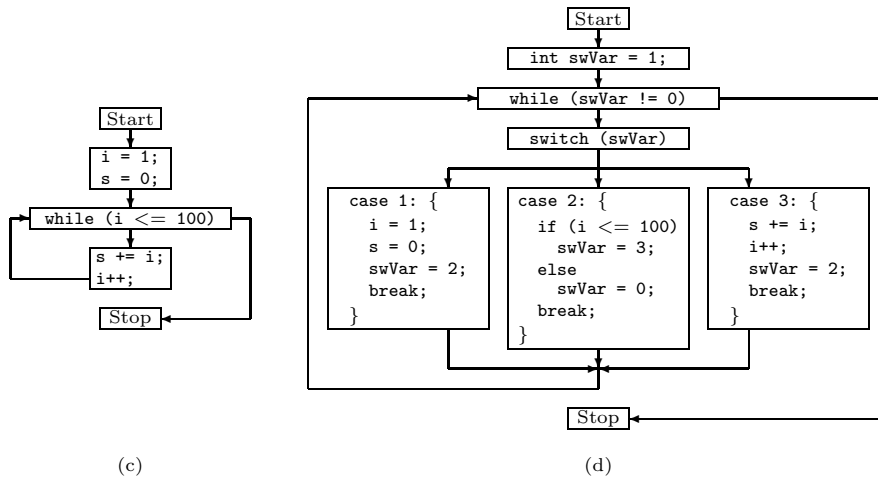 Start
i = 1;
s = 0;
while (i <= 100)
s += i;
i++;
Stop
(c)
Start
int swVar = 1;
while (swVar != 0)
switch (swVar)
case 1: {
i = 1;
s = 0;
swVar = 2;
break;
}
case 2: {
if (i <= 100)
swVar = 3;
else
swVar = 0;
break;
}
case 3: {
s += i;
i++;
swVar = 2;
break;
}
Stop
(d)